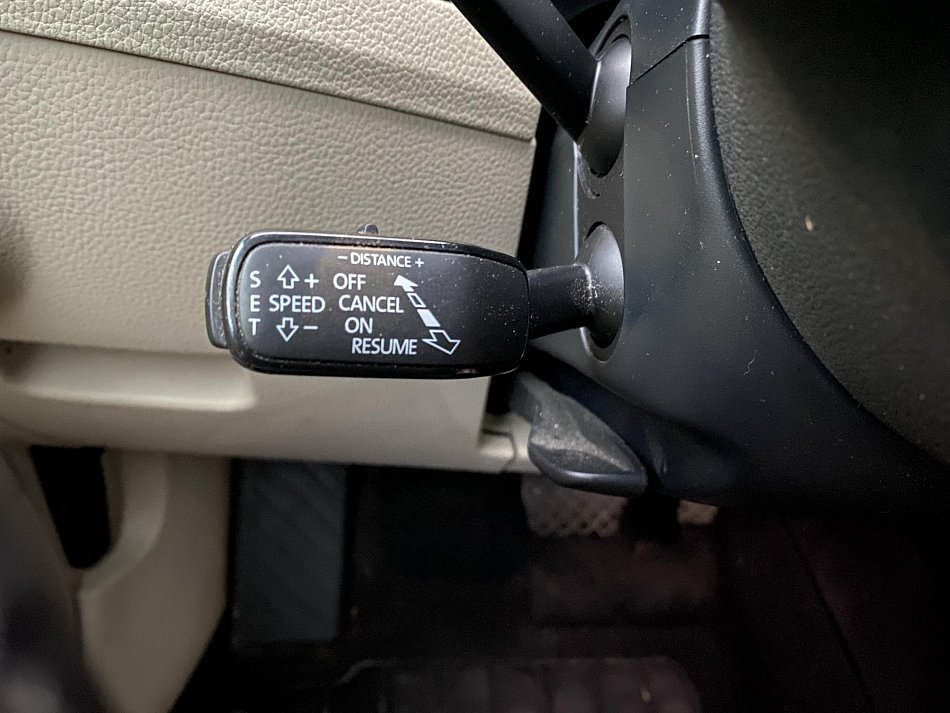 − DISTANCE +
S + OFF
E SPEED CANCEL
T − ON
RESUME